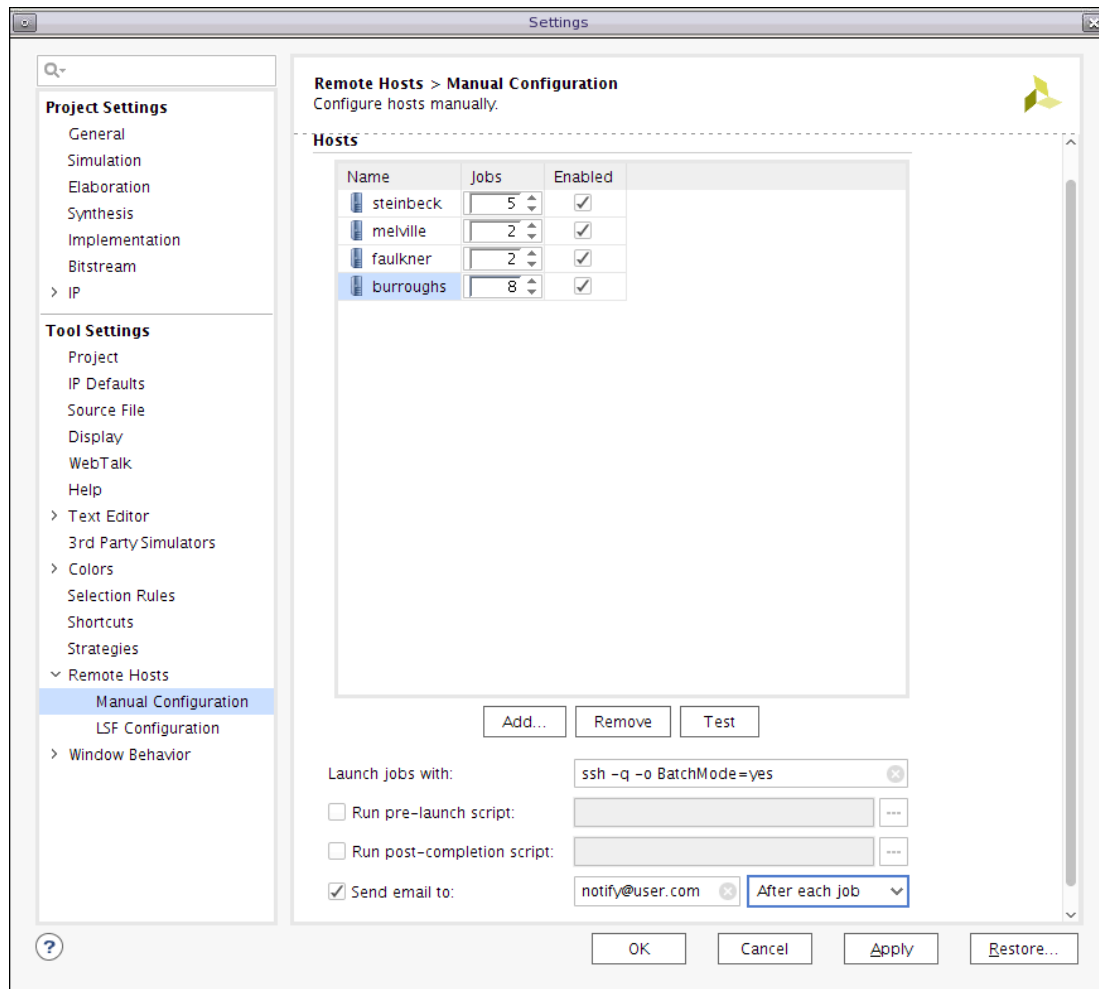 Settings
Project Settings
General
Simulation
Elaboration
Synthesis
Implementation
Bitstream
IP
Tool Settings
Project
IP Defaults
Source File
Display
WebTalk
Help
Text Editor
3rd Party Simulators
Colors
Selection Rules
Shortcuts
Strategies
Remote Hosts
Manual Configuration
LSF Configuration
Window Behavior
Remote Hosts > Manual Configuration
Configure hosts manually.
Hosts
Name Jobs Enabled
steinbeck 5
melville 2
faulkner 2
burroughs 8
Add... Remove Test
Launch jobs with: ssh -q -o BatchMode=yes
Run pre-launch script: ...
Run post-completion script: ...
Send email to: notify@user.com After each job
? OK Cancel Apply Restore...